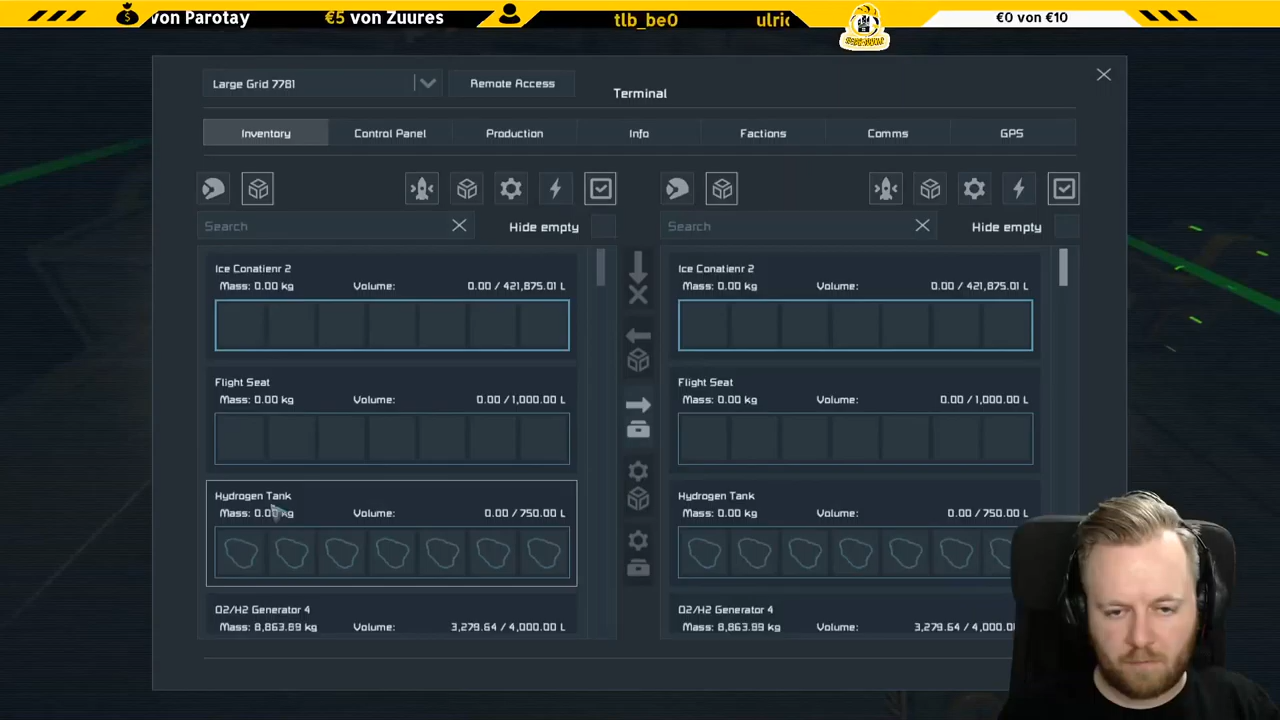 von Parotay
€5 von Zuures
tlb_be0
€0 von €10
Large Grid 7781
Remote Access
Terminal
Inventory
Control Panel
Production
Info
Factions
Comms
GPS
Search
Hide empty
Search
Hide empty
Ice Conatienr 2
Mass: 0.00 kg Volume: 0.00 / 421,875.01 L
Flight Seat
Mass: 0.00 kg Volume: 0.00 / 1,000.00 L
Hydrogen Tank
Mass: 0.00 kg Volume: 0.00 / 750.00 L
O2/H2 Generator 4
Mass: 8,863.89 kg Volume: 3,279.64 / 4,000.00 L
Ice Conatienr 2
Mass: 0.00 kg Volume: 0.00 / 421,875.01 L
Flight Seat
Mass: 0.00 kg Volume: 0.00 / 1,000.00 L
Hydrogen Tank
Mass: 0.00 kg Volume: 0.00 / 750.00 L
O2/H2 Generator 4
Mass: 8,863.89 kg Volume: 3,279.64 / 4,000.0